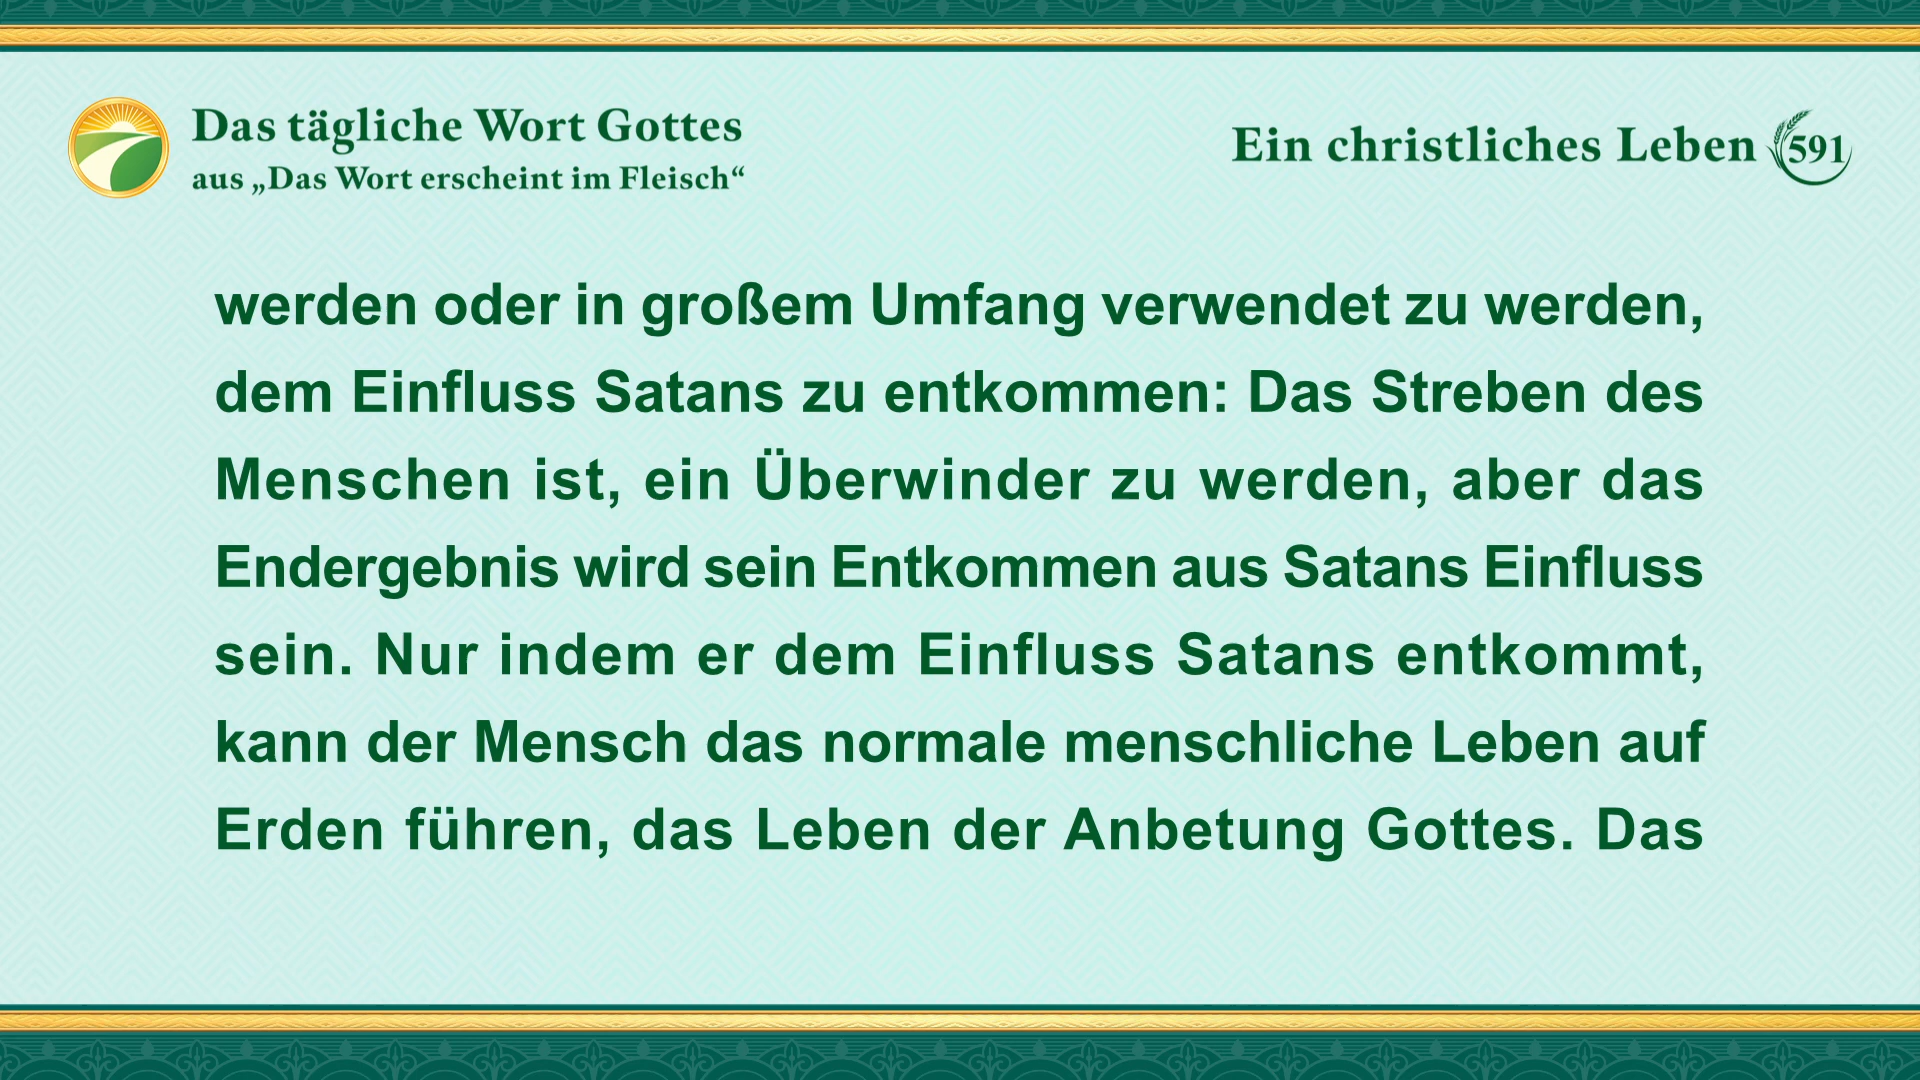 Das tägliche Wort Gottes
aus „Das Wort erscheint im Fleisch“
Ein christliches Leben 591
werden oder in großem Umfang verwendet zu werden,
dem Einfluss Satans zu entkommen: Das Streben des
Menschen ist, ein Überwinder zu werden, aber das
Endergebnis wird sein Entkommen aus Satans Einfluss
sein. Nur indem er dem Einfluss Satans entkommt,
kann der Mensch das normale menschliche Leben auf
Erden führen, das Leben der Anbetung Gottes. Das